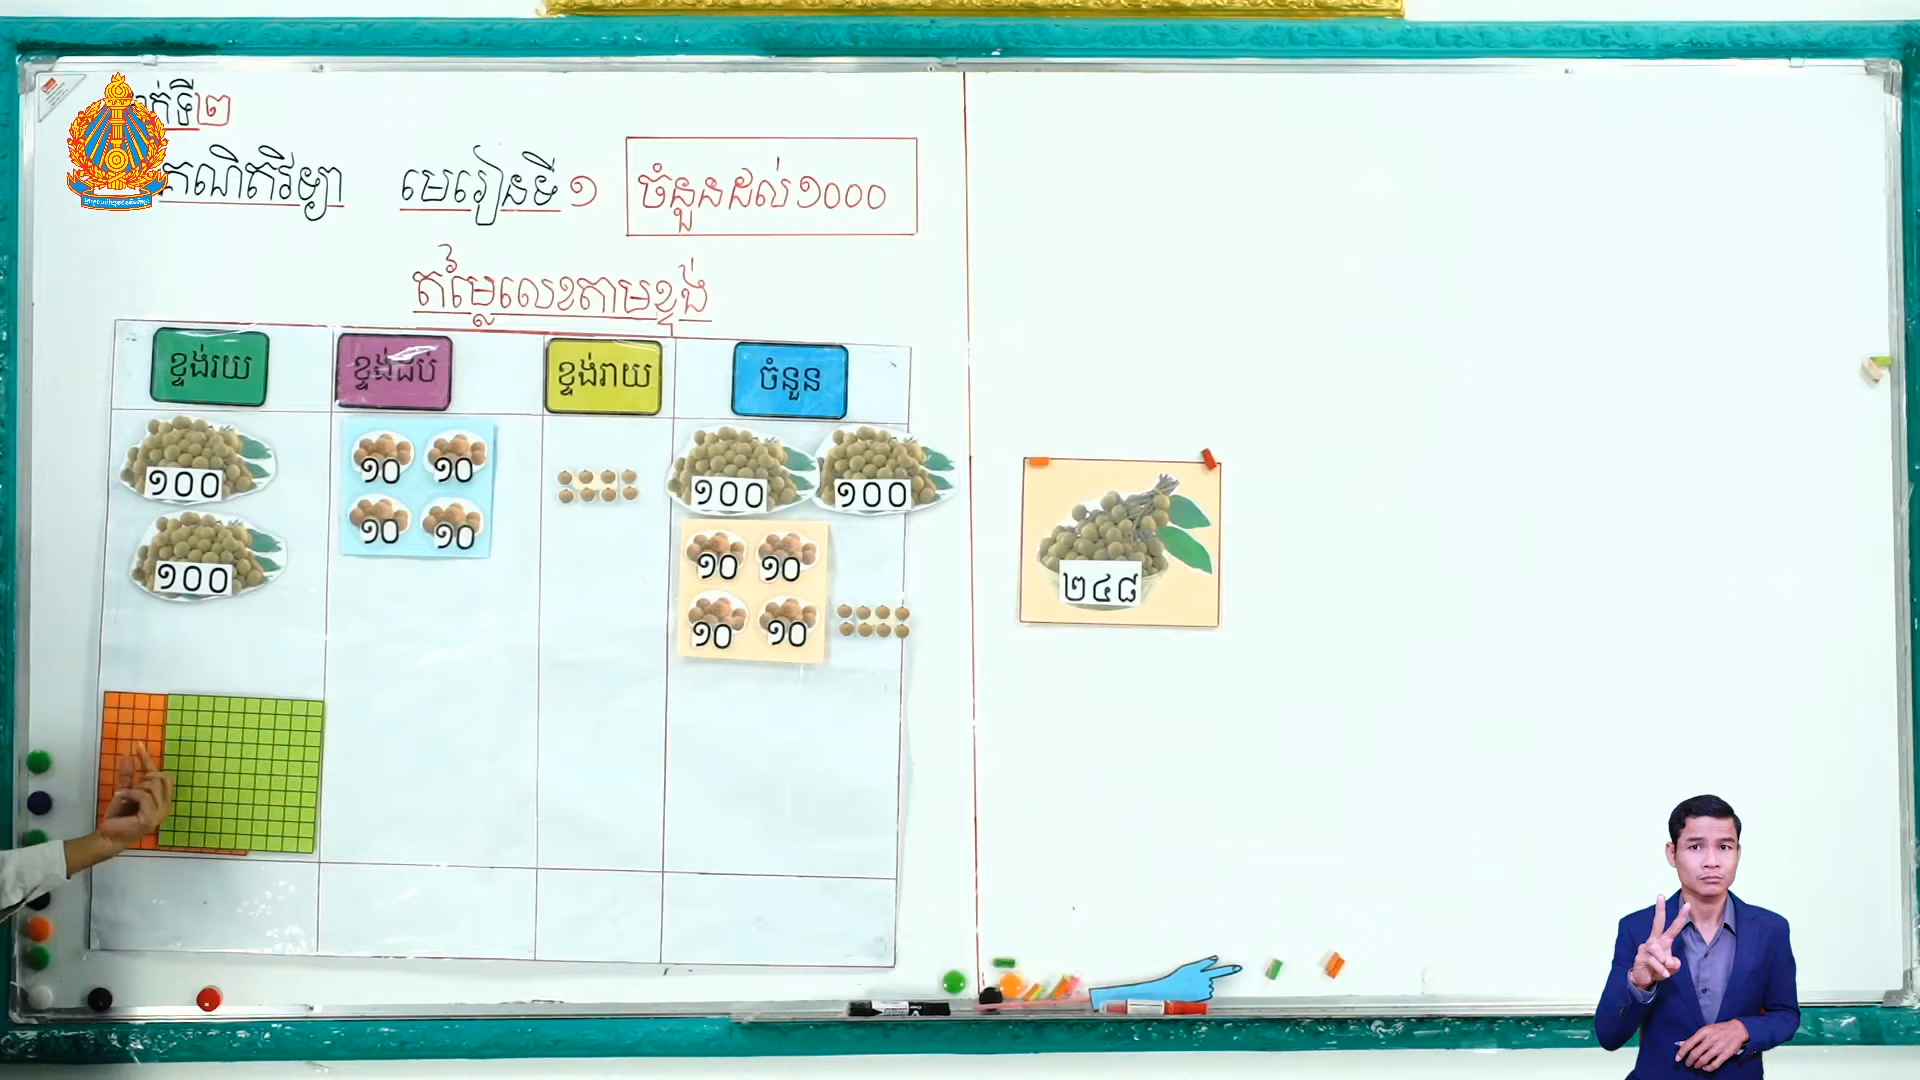 ទី២
គណិតវិទ្យា មេរៀនទី ១ ចំនួនដល់ ១០០០
តម្លៃលេខតាមខ្ទង់
ខ្ទង់រយ ខ្ទង់ដប់ ខ្ទង់រាយ ចំនួន
១០០ ១០ ១០ ១០០ ១០០
១០ ១០
១០០ ១០ ១០
១០ ១០
២៤៨